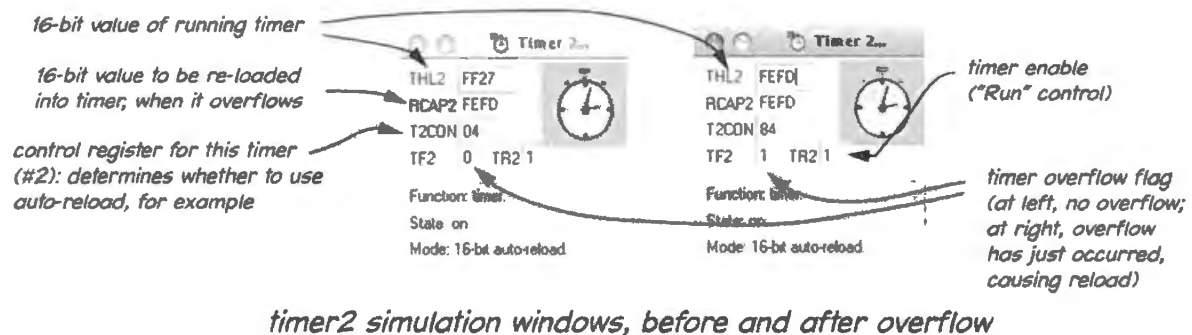 16-bit value of running timer
16-bit value to be re-loaded
into timer, when it overflows
control register for this timer
(#2): determines whether to use
auto-reload, for example
Timer 2...
THL2 FF27
RCAP2 FEFD
T2CON 04
TF2 0 TR2 1
Function: timer.
State: on
Mode: 16-bit auto-reload.
Timer 2...
THL2 FEFD
RCAP2 FEFD
T2CON 84
TF2 1 TR2 1
Function: timer.
State: on
Mode: 16-bit auto-reload.
timer enable
("Run" control)
timer overflow flag
(at left, no overflow;
at right, overflow
has just occurred,
causing reload)
timer2 simulation windows, before and after overflow